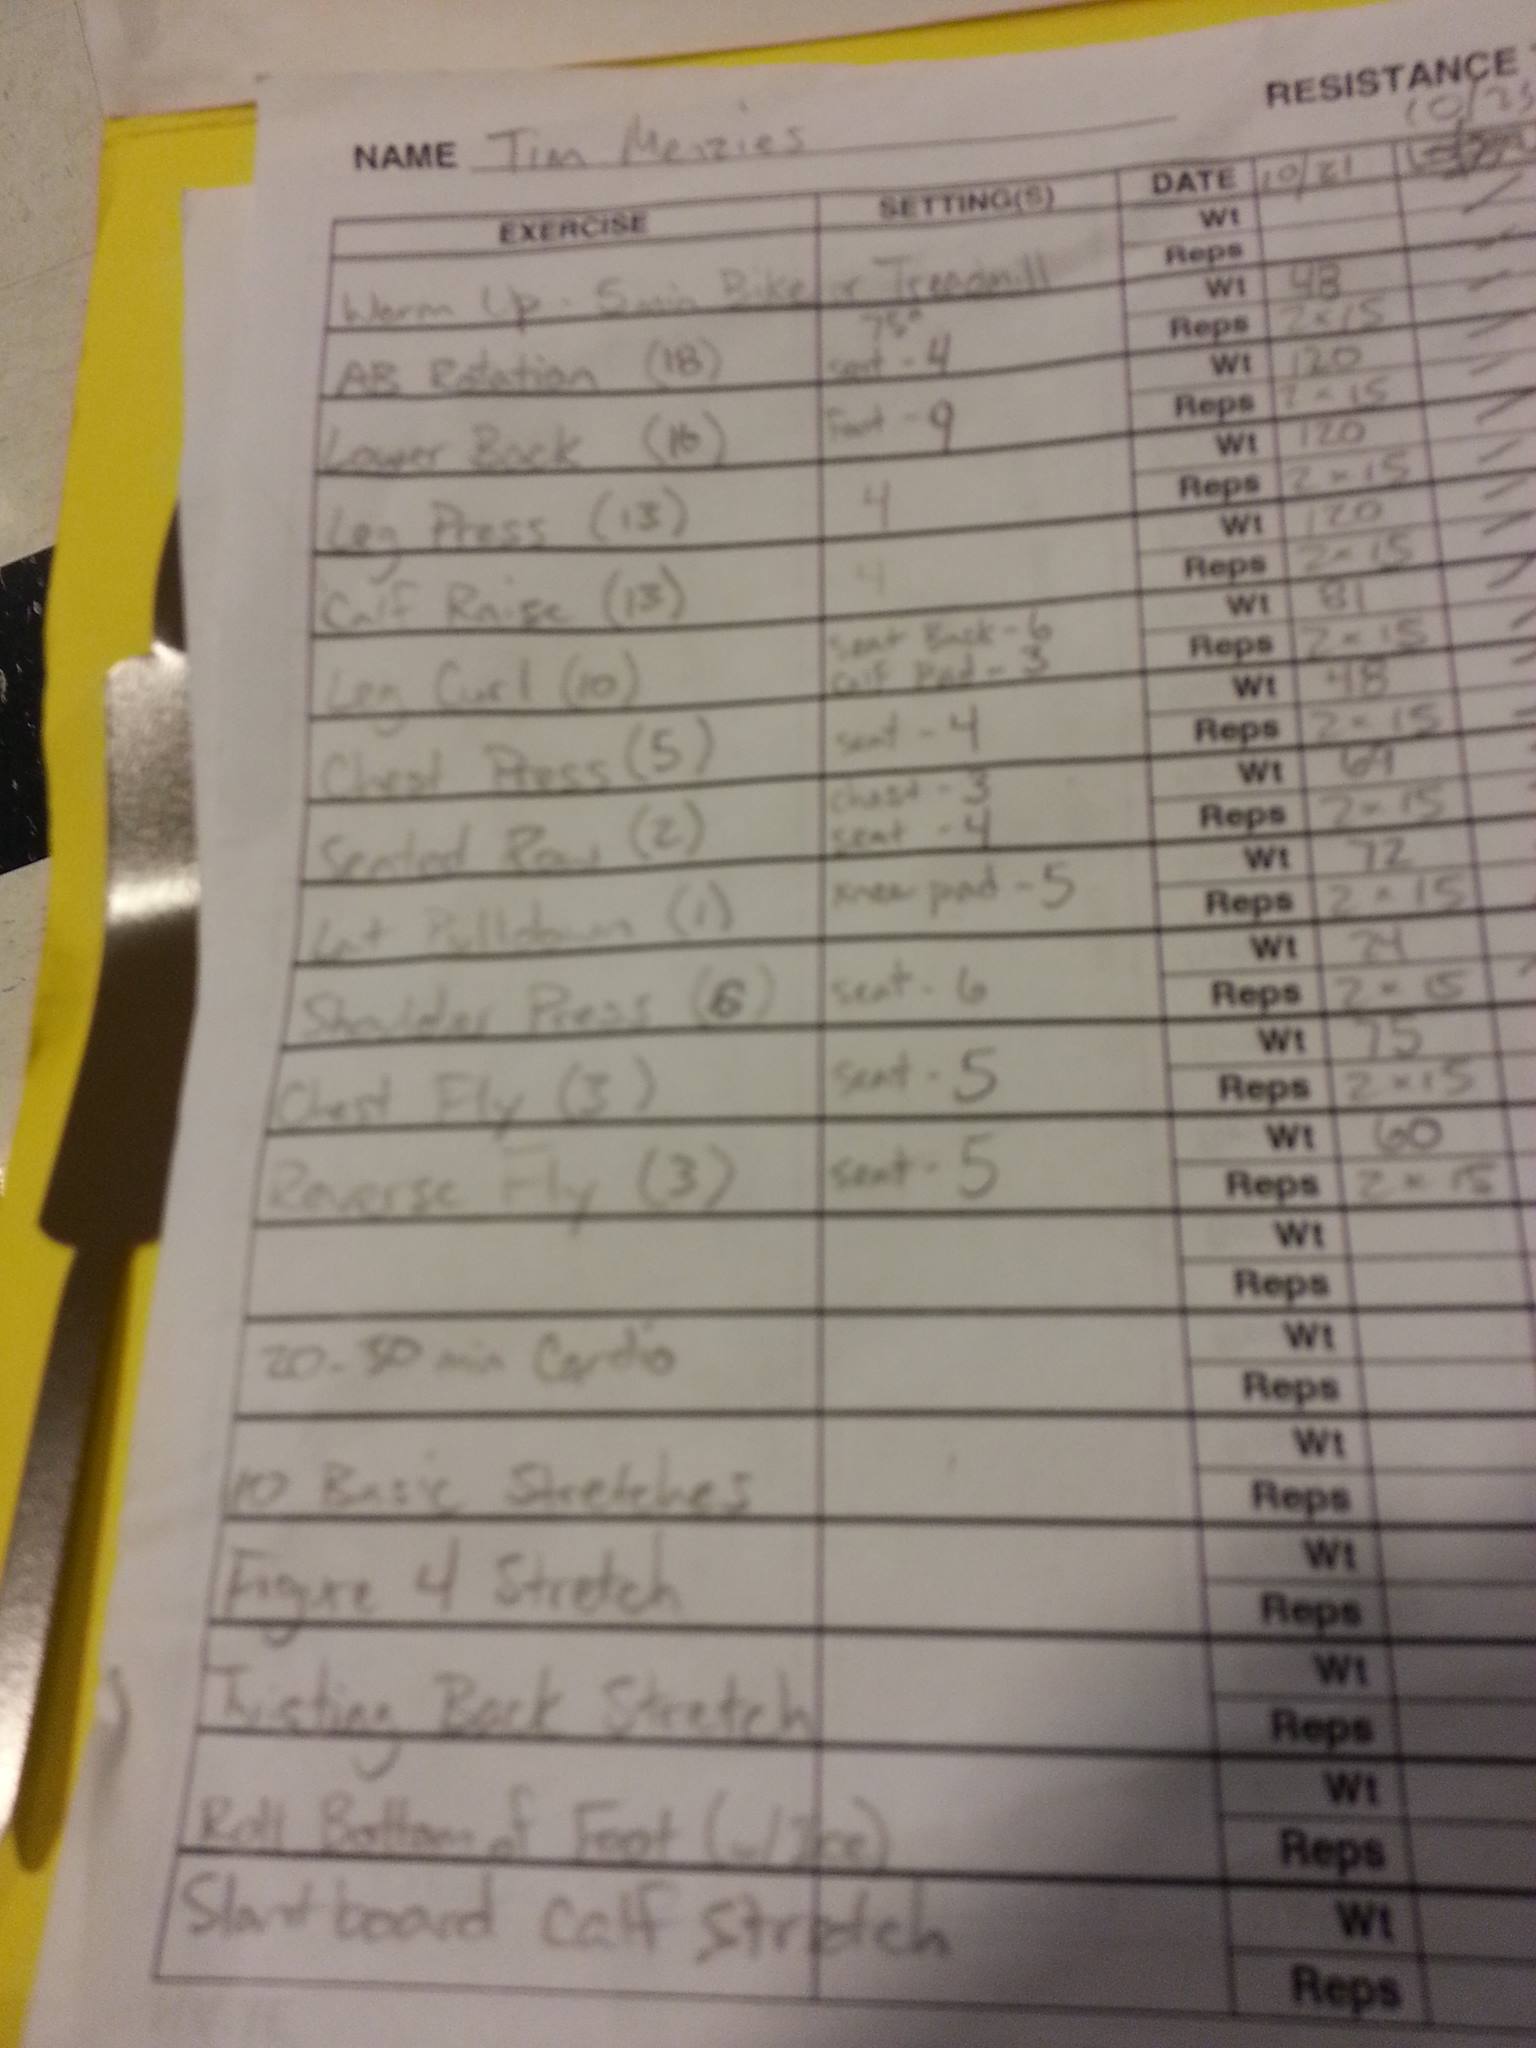 RESISTANCE
NAME Tim Menzies
10/23
EXERCISE SETTING(S) DATE 10/21
Wt
Warm Up - 5 min Bike or Treadmill Reps
75°
AB Rotation (18) seat - 4 Wt 48
Reps 2 x 15
Lower Back (16) foot - 9 Wt 120
Reps 2 x 15
Leg Press (13) 4 Wt 120
Reps 2 x 15
Calf Raise (13) 4 Wt 120
Reps 2 x 15
Leg Curl (10) seat Back - 6 Wt 81
calf Pad - 3 Reps 2 x 15
Chest Press (5) seat - 4 Wt 48
Reps 2 x 15
Seated Row (2) chest - 3 Wt
seat - 4 Reps 2 x 15
Lat Pulldown (1) knee pad - 5 Wt 72
Reps 2 x 15
Shoulder Press (6) seat - 6 Wt 24
Reps 2 x 15
Chest Fly (3) seat - 5 Wt 75
Reps 2 x 15
Reverse Fly (3) seat - 5 Wt 60
Reps 2 x 15
Wt
Reps
20-30 min Cardio Wt
Reps
10 Basic Stretches Wt
Reps
Figure 4 Stretch Wt
Reps
Twisting Back Stretch Wt
Reps
Roll Bottom of Foot (w/Ice) Wt
Reps
Slantboard Calf Stretch Wt
Reps